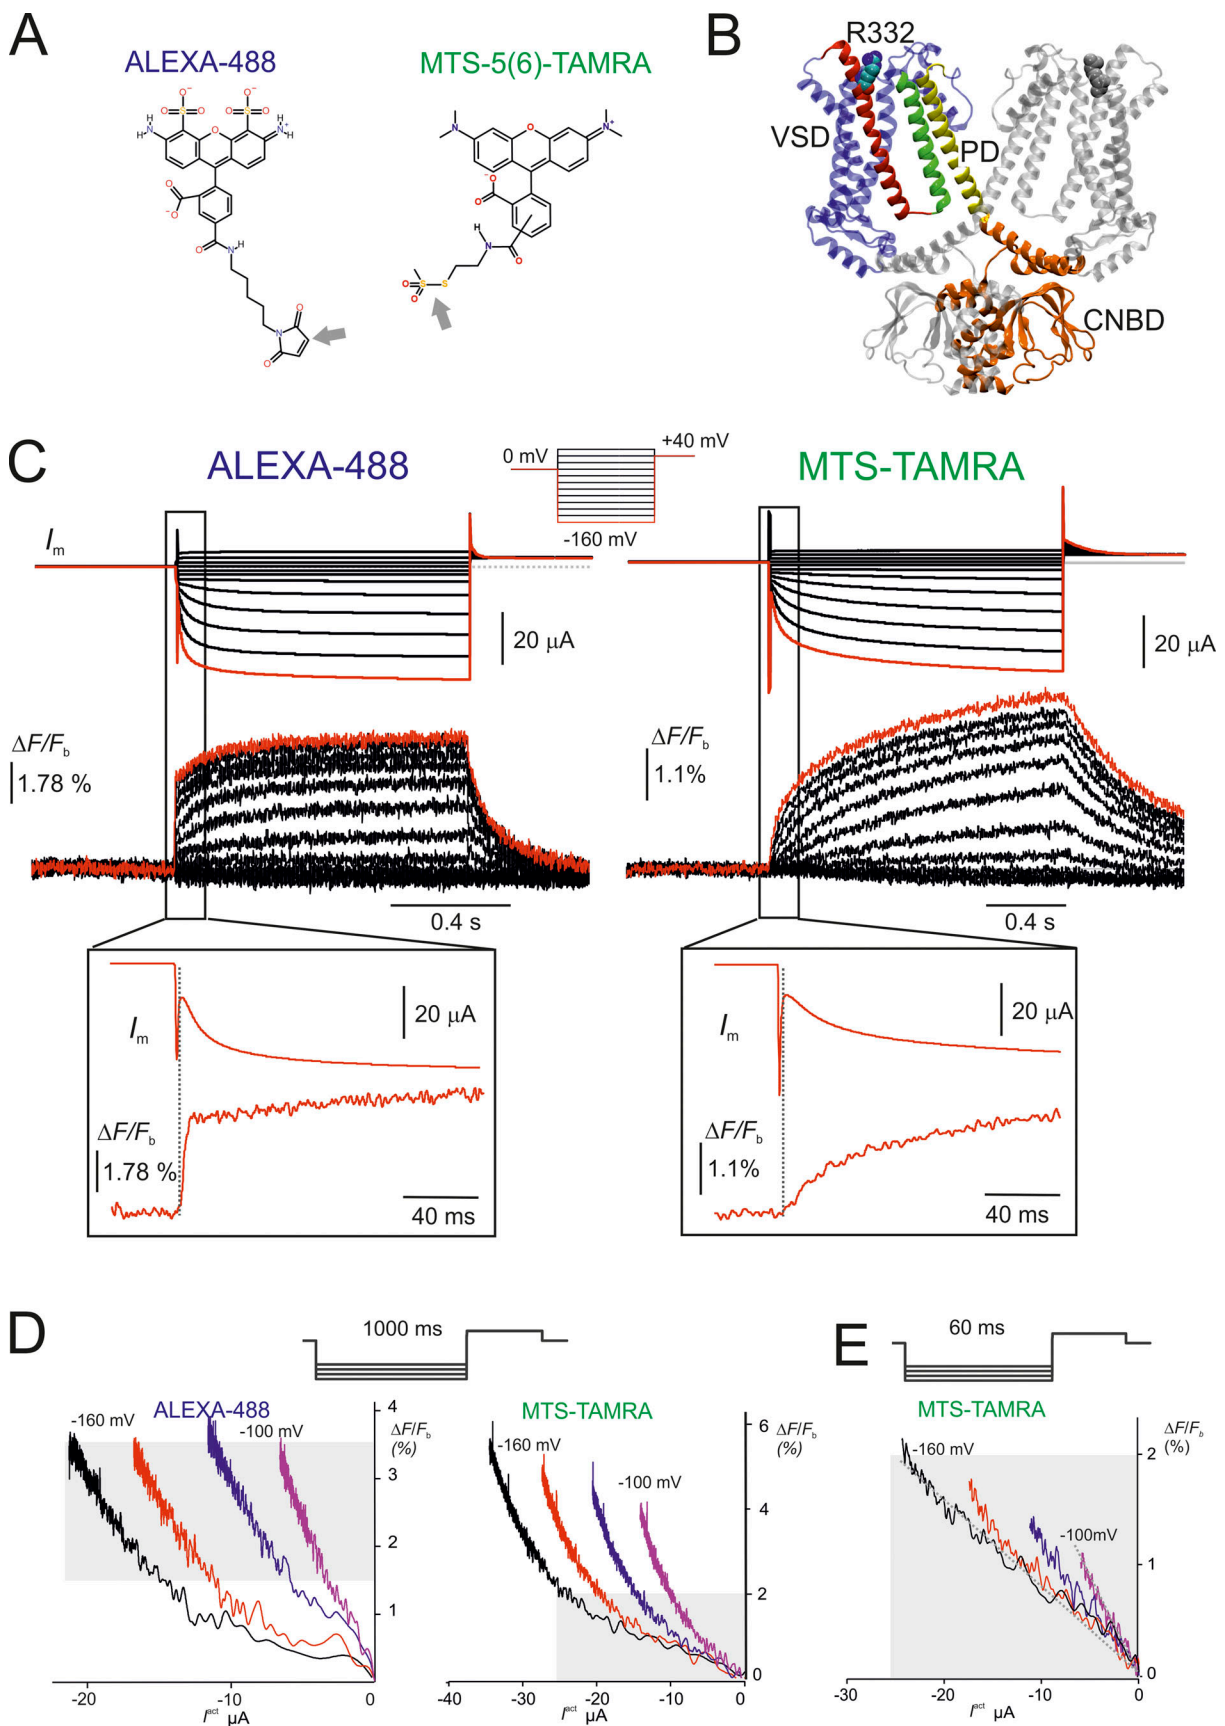 A
ALEXA-488
MTS-5(6)-TAMRA
B
R332
VSD
PD
CNBD
C
ALEXA-488
0 mV
+40 mV
-160 mV
MTS-TAMRA
Im
20 μA
20 μA
ΔF/Fb
1.78 %
ΔF/Fb
1.1%
0.4 s
0.4 s
Im
20 μA
ΔF/Fb
1.78 %
40 ms
Im
20 μA
ΔF/Fb
1.1%
40 ms
D
1000 ms
ALEXA-488
-160 mV
-100 mV
4
ΔF/Fb
(%)
3
2
1
-20
-10
0
Iact μA
MTS-TAMRA
-160 mV
-100 mV
6
ΔF/Fb
(%)
4
2
0
-40
-30
-20
-10
0
Iact μA
E
60 ms
MTS-TAMRA
-160 mV
-100mV
ΔF/Fb
(%)
2
1
0
-30
-20
-10
0
Iact μA